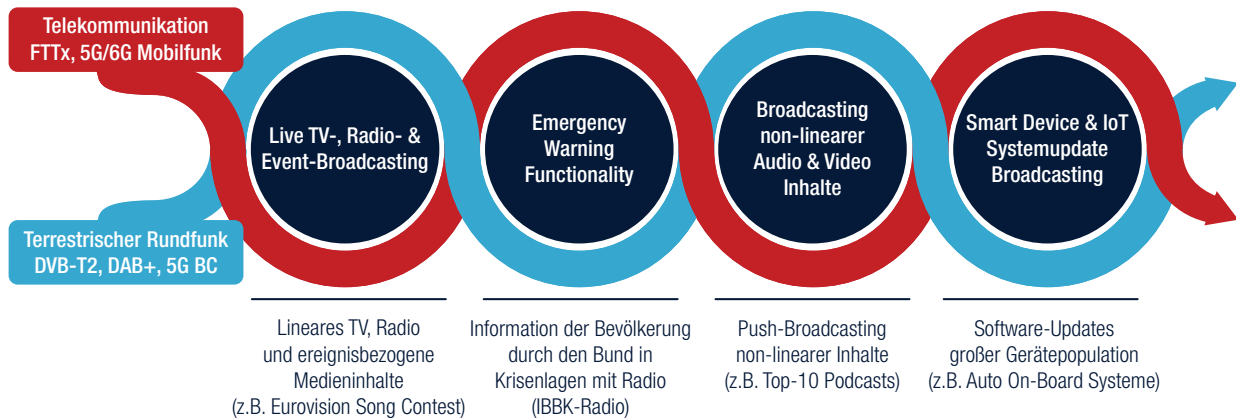 Telekommunikation
FTTx, 5G/6G Mobilfunk
Terrestrischer Rundfunk
DVB-T2, DAB+, 5G BC
Live TV-, Radio- &
Event-Broadcasting
Emergency
Warning
Functionality
Broadcasting
non-linearer
Audio & Video
Inhalte
Smart Device & IoT
Systemupdate
Broadcasting
Lineares TV, Radio
und ereignisbezogene
Medieninhalte
(z.B. Eurovision Song Contest)
Information der Bevölkerung
durch den Bund in
Krisenlagen mit Radio
(IBBK-Radio)
Push-Broadcasting
non-linearer Inhalte
(z.B. Top-10 Podcasts)
Software-Updates
großer Gerätepopulation
(z.B. Auto On-Board Systeme)